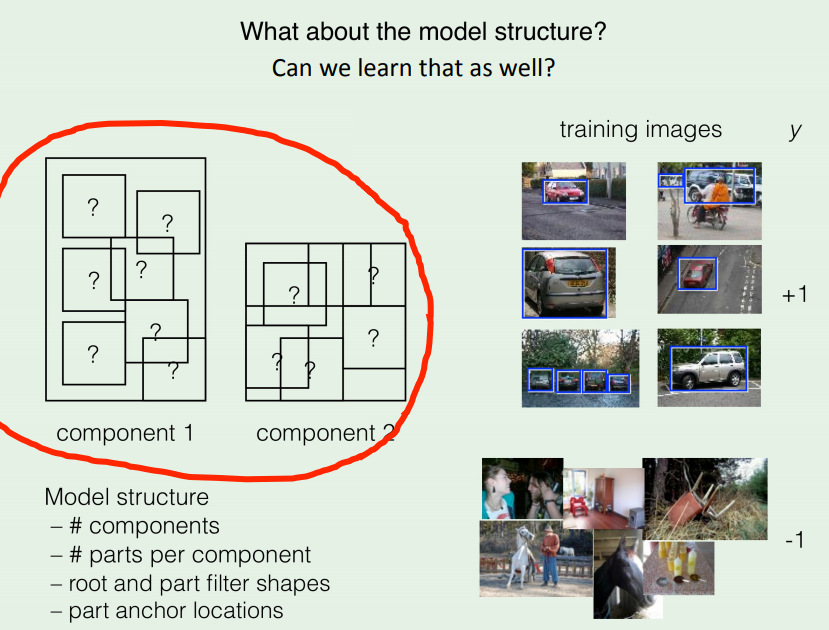 What about the model structure?
Can we learn that as well?
training images y
? ? ? ? ? ? ?
? ? ? ? ?
+1
component 1 component 2
Model structure
– # components
– # parts per component
– root and part filter shapes
– part anchor locations
-1